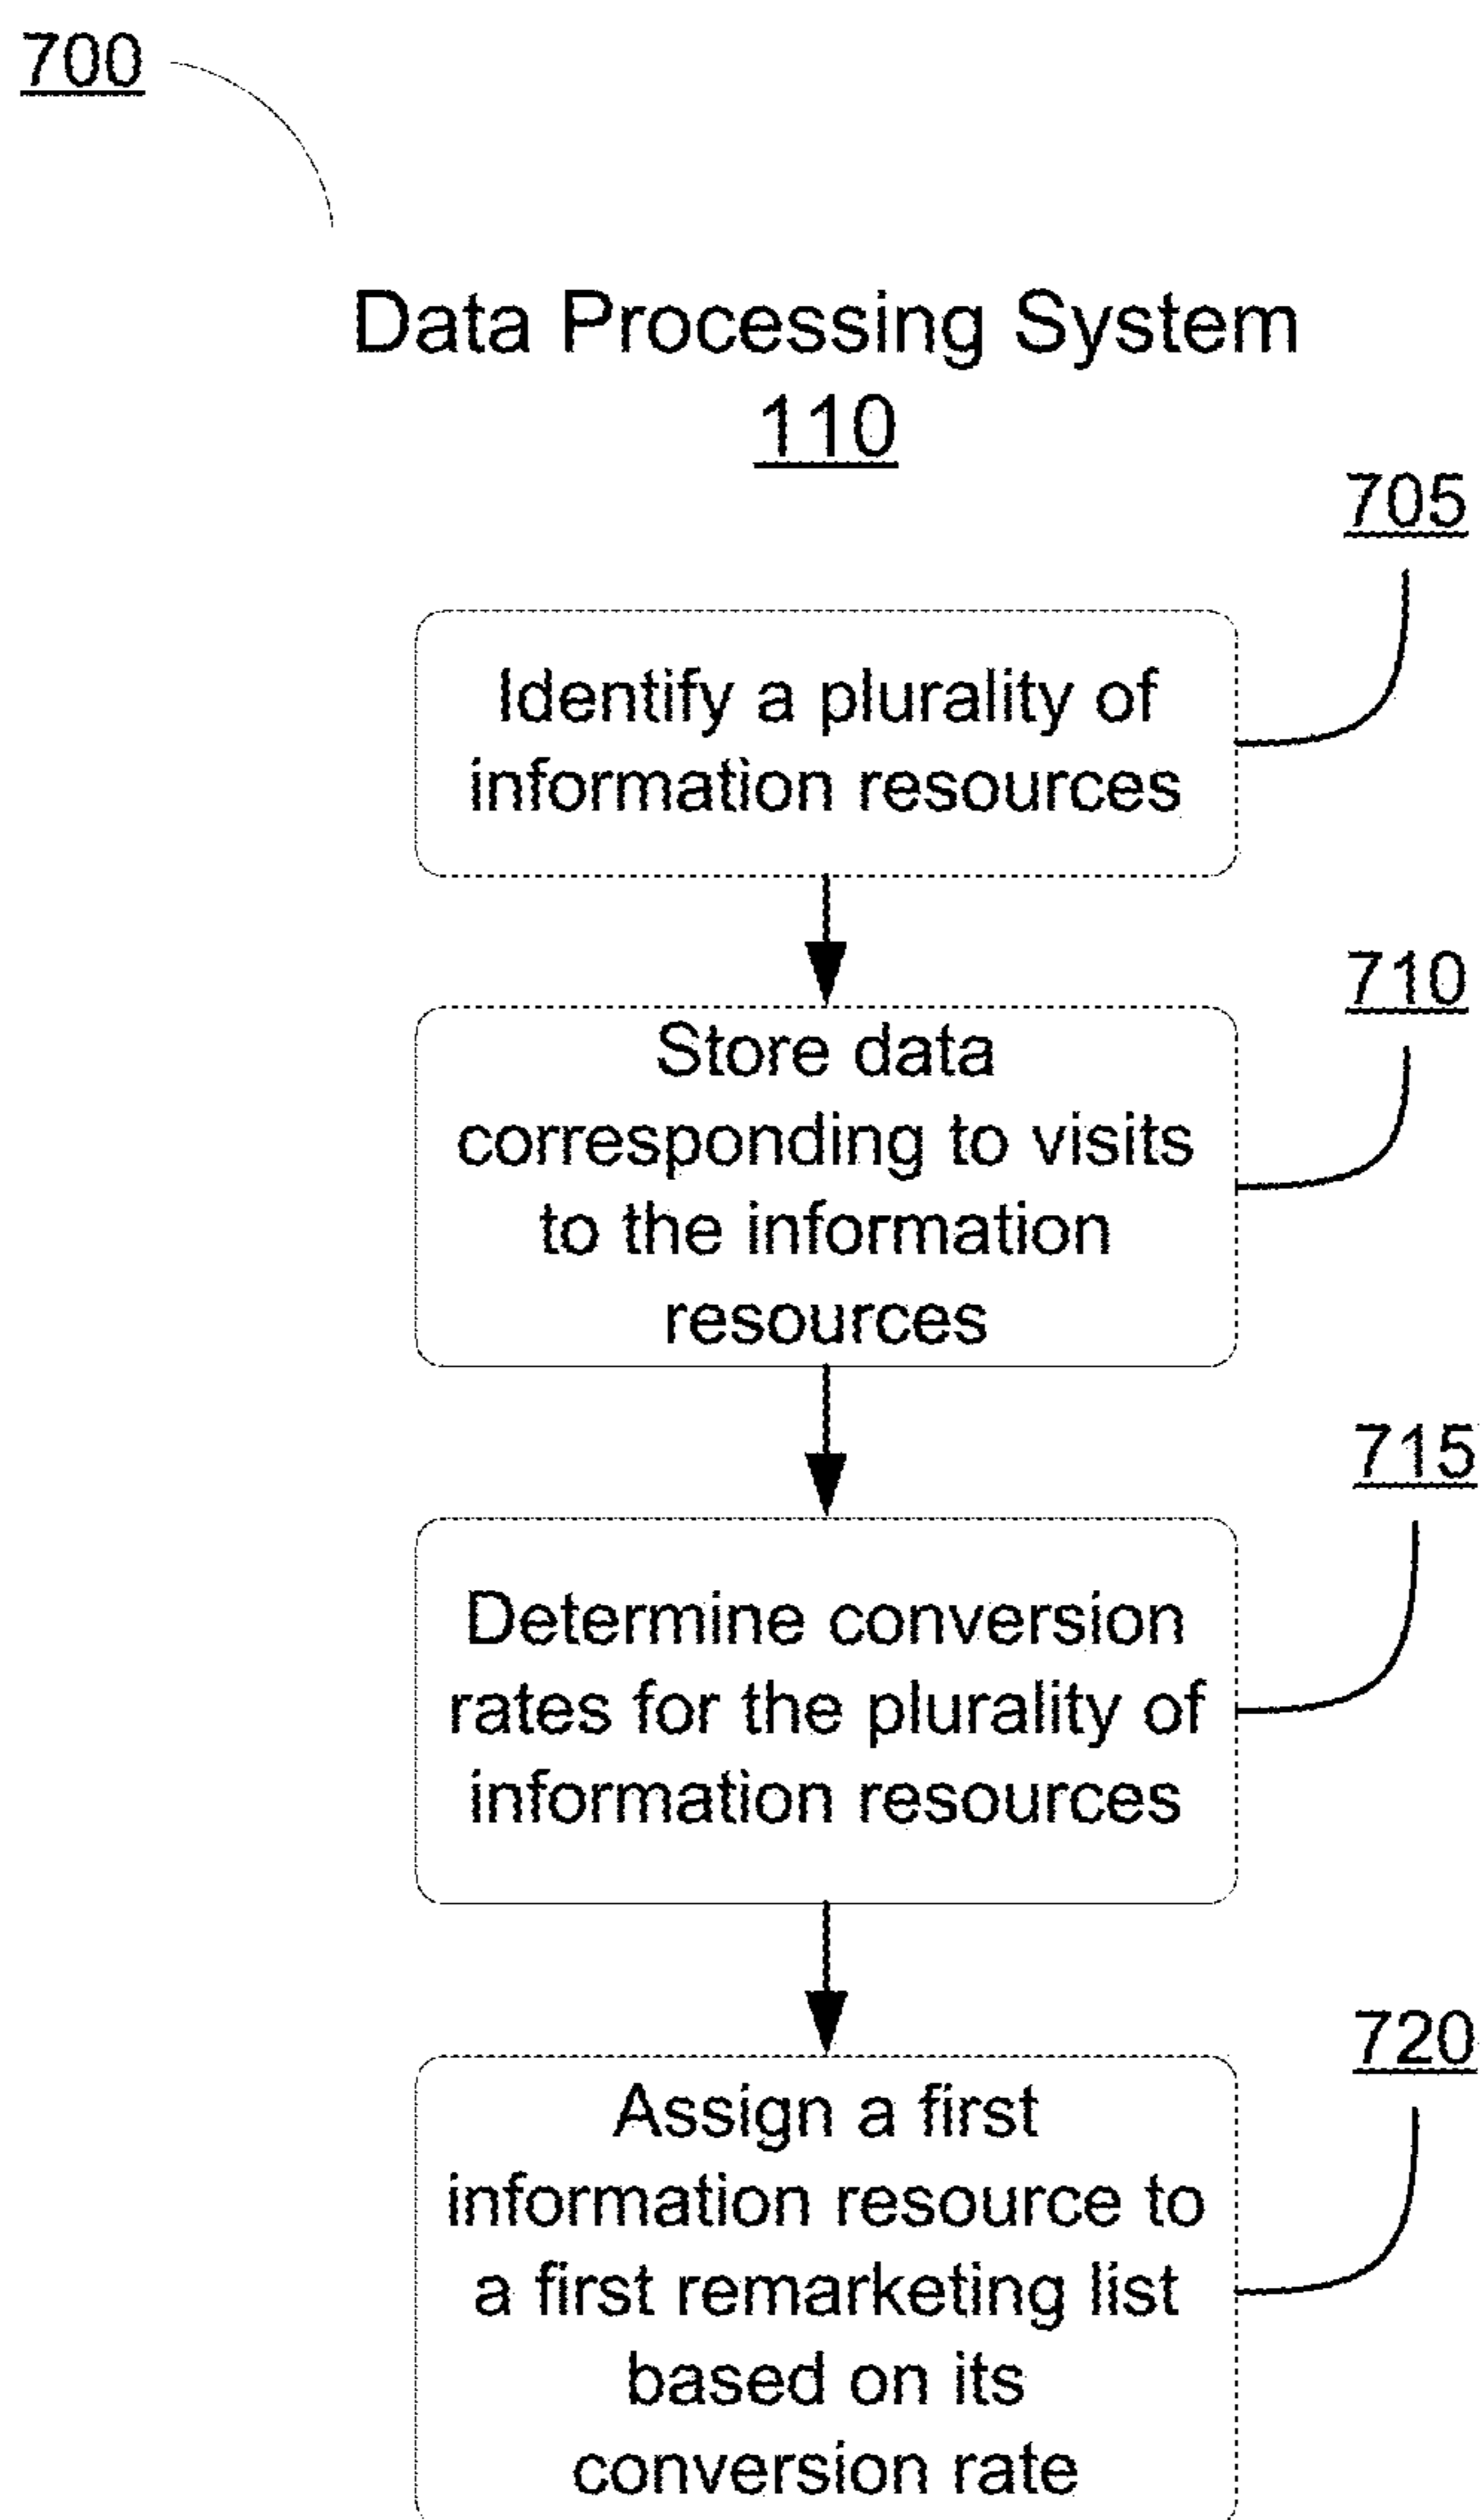 700
Data Processing System
110
705
Identify a plurality of
information resources
710
Store data
corresponding to visits
to the information
resources
715
Determine conversion
rates for the plurality of
information resources
720
Assign a first
information resource to
a first remarketing list
based on its
conversion rate